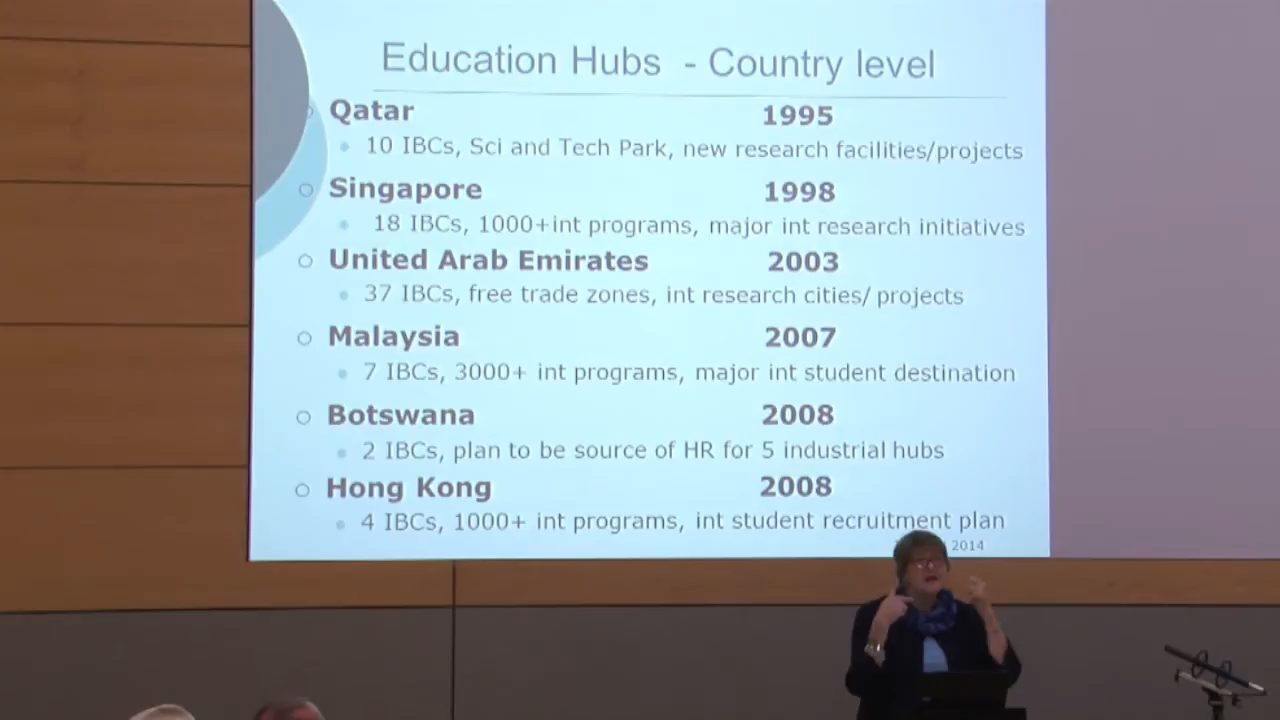 Education Hubs - Country level
Qatar 1995
10 IBCs, Sci and Tech Park, new research facilities/projects
Singapore 1998
18 IBCs, 1000+int programs, major int research initiatives
United Arab Emirates 2003
37 IBCs, free trade zones, int research cities/ projects
Malaysia 2007
7 IBCs, 3000+ int programs, major int student destination
Botswana 2008
2 IBCs, plan to be source of HR for 5 industrial hubs
Hong Kong 2008
4 IBCs, 1000+ int programs, int student recruitment plan
2014